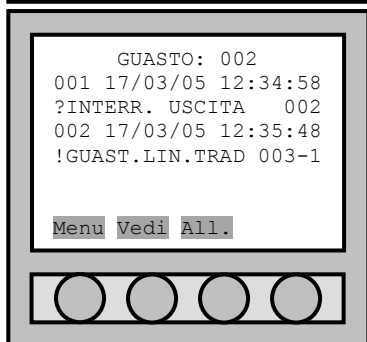 GUASTO: 002
001 17/03/05 12:34:58
?INTERR. USCITA 002
002 17/03/05 12:35:48
!GUAST.LIN.TRAD 003-1
Menu Vedi All.